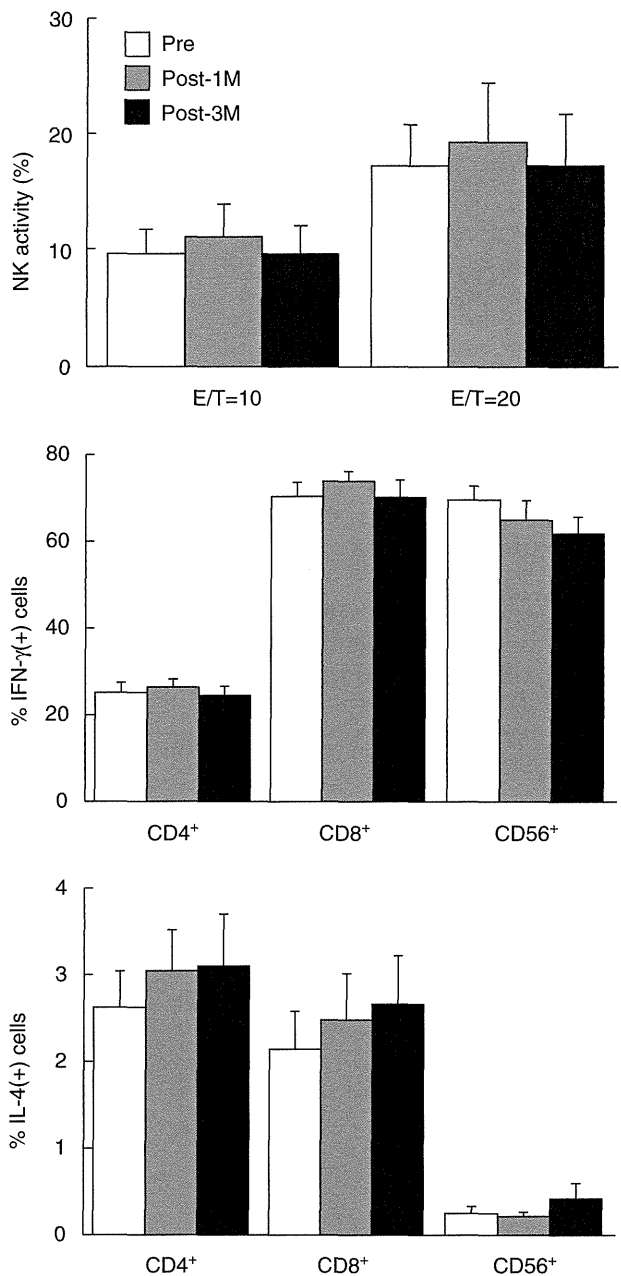 30
20
10
0
NK activity (%)
Pre
Post-1M
Post-3M
E/T=10
E/T=20
80
60
40
20
0
% IFN-γ(+) cells
CD4⁺
CD8⁺
CD56⁺
4
3
2
1
0
% IL-4(+) cells
CD4⁺
CD8⁺
CD56⁺